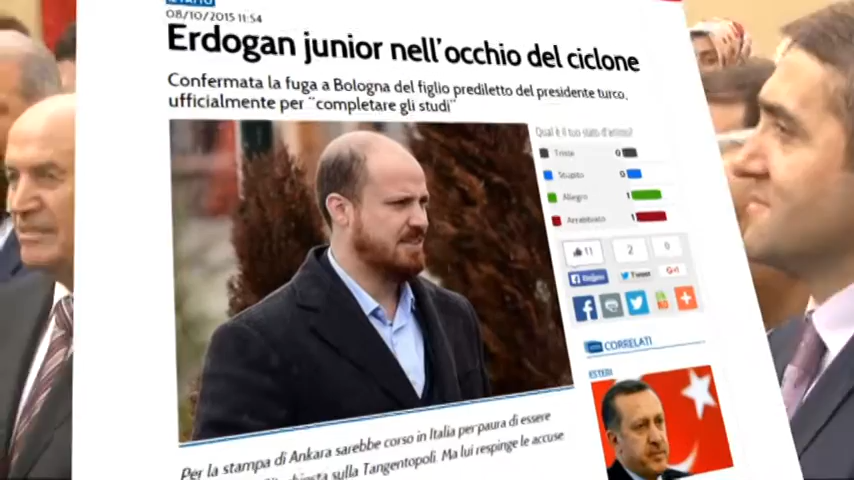 08/10/2015 11:54
Erdogan junior nell'occhio del ciclone
Confermata la fuga a Bologna del figlio prediletto del presidente turco,
ufficialmente per "completare gli studi"
Qual è il tuo stato d'animo?
Triste 0
Stupito 0
Allegro 1
Arrabbiato 1
11 2 0
Tweet
CORRELATI
ESTERI
Per la stampa di Ankara sarebbe corso in Italia per paura di essere
sulla Tangentopoli. Ma lui respinge le accuse